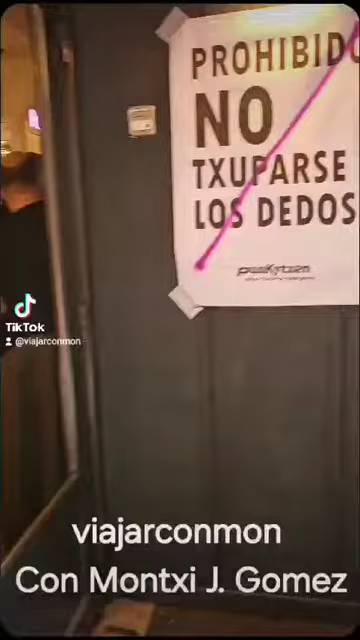 PROHIBIDO
NO
TXUPARSE
LOS DEDOS
TikTok
@viajarconmon
viajarconmon
Con Montxi J. Gomez